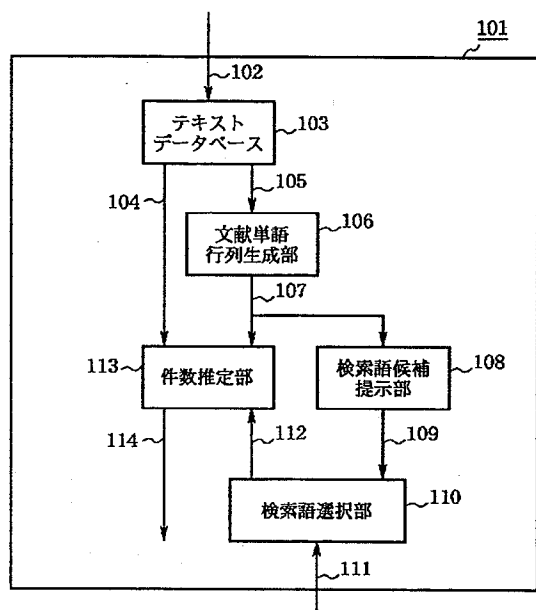 101
102
テキスト
データベース
103
104
105
文献単語
行列生成部
106
107
113
件数推定部
検索語候補
提示部
108
114
112
109
検索語選択部
110
111